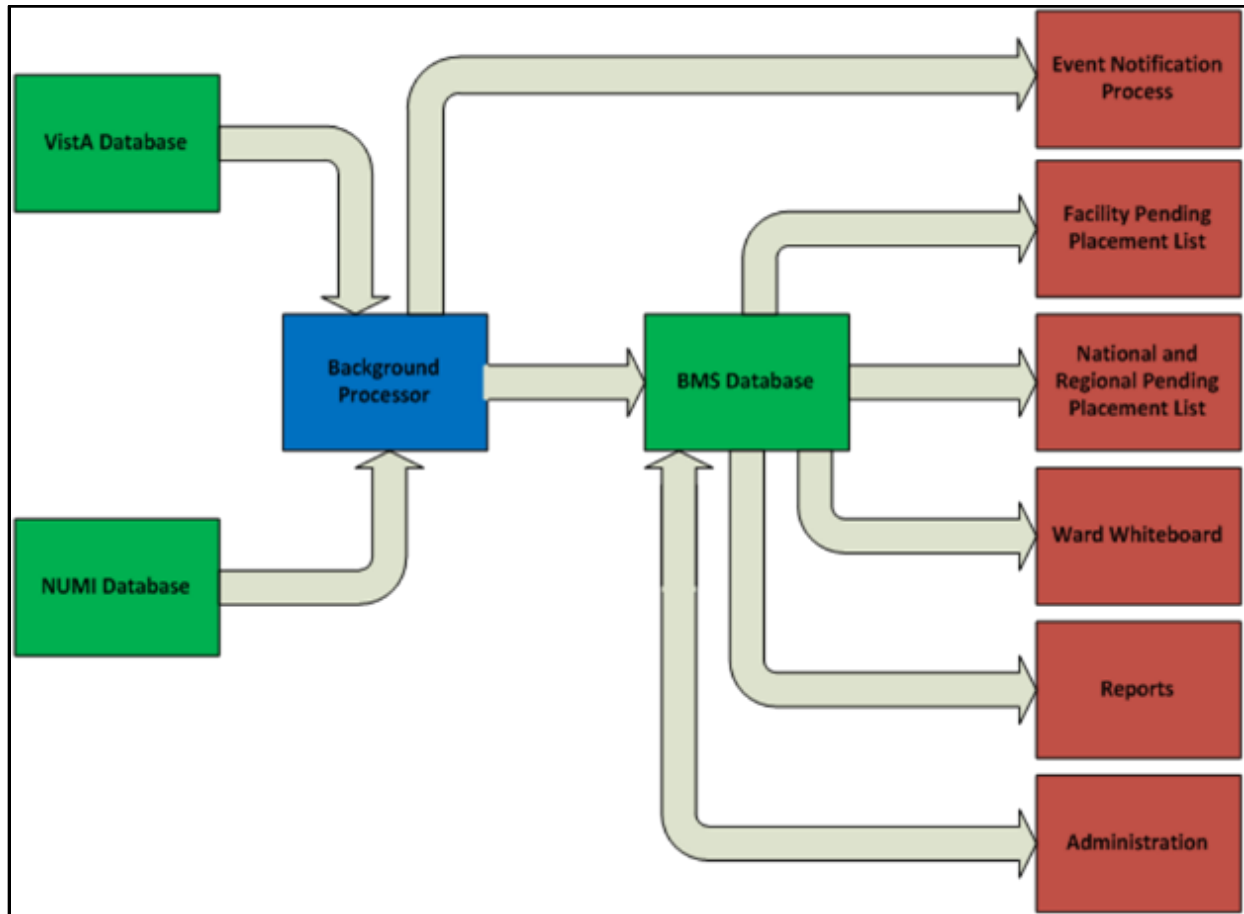 Event Notification
Process
VistA Database
Facility Pending
Placement List
Background
Processor
BMS Database
National and
Regional Pending
Placement List
Ward Whiteboard
NUMI Database
Reports
Administration